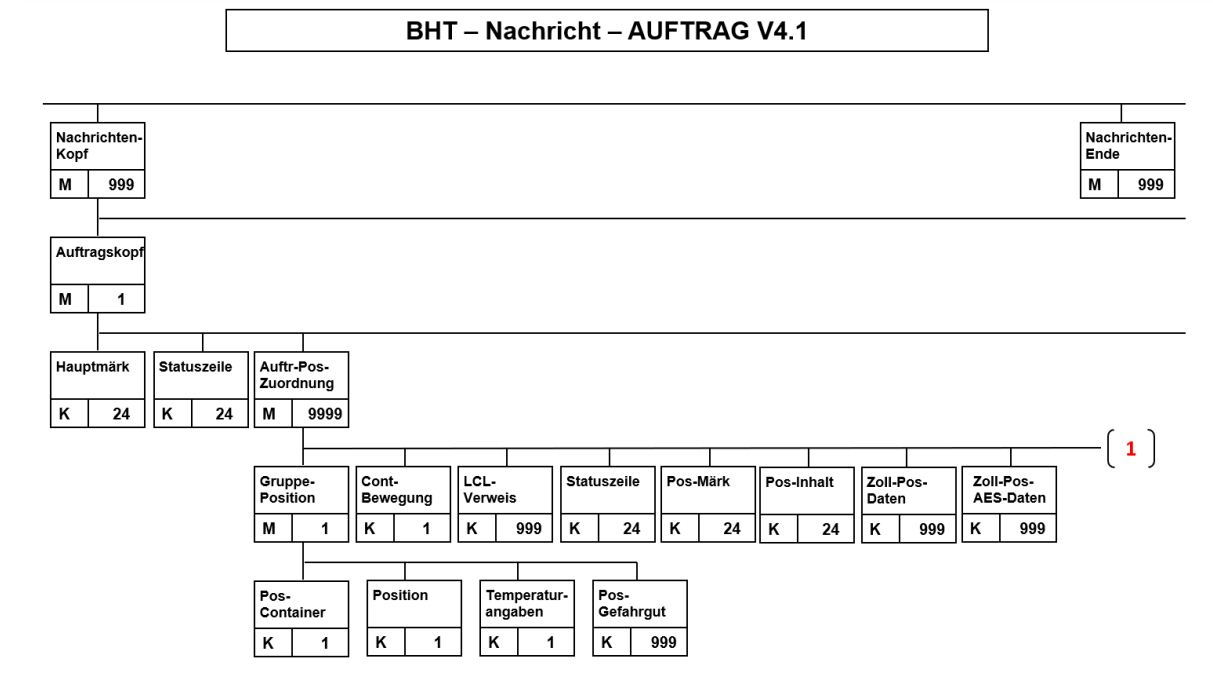 BHT – Nachricht – AUFTRAG V4.1
Nachrichten-
Kopf
M 999
Nachrichten-
Ende
M 999
Auftragskopf
M 1
Hauptmärk
K 24
Statuszeile
K 24
Auftr-Pos-
Zuordnung
M 9999
1
Gruppe-
Position
M 1
Cont-
Bewegung
K 1
LCL-
Verweis
K 999
Statuszeile
K 24
Pos-Märk
K 24
Pos-Inhalt
K 24
Zoll-Pos-
Daten
K 999
Zoll-Pos-
AES-Daten
K 999
Pos-
Container
K 1
Position
K 1
Temperatur-
angaben
K 1
Pos-
Gefahrgut
K 999